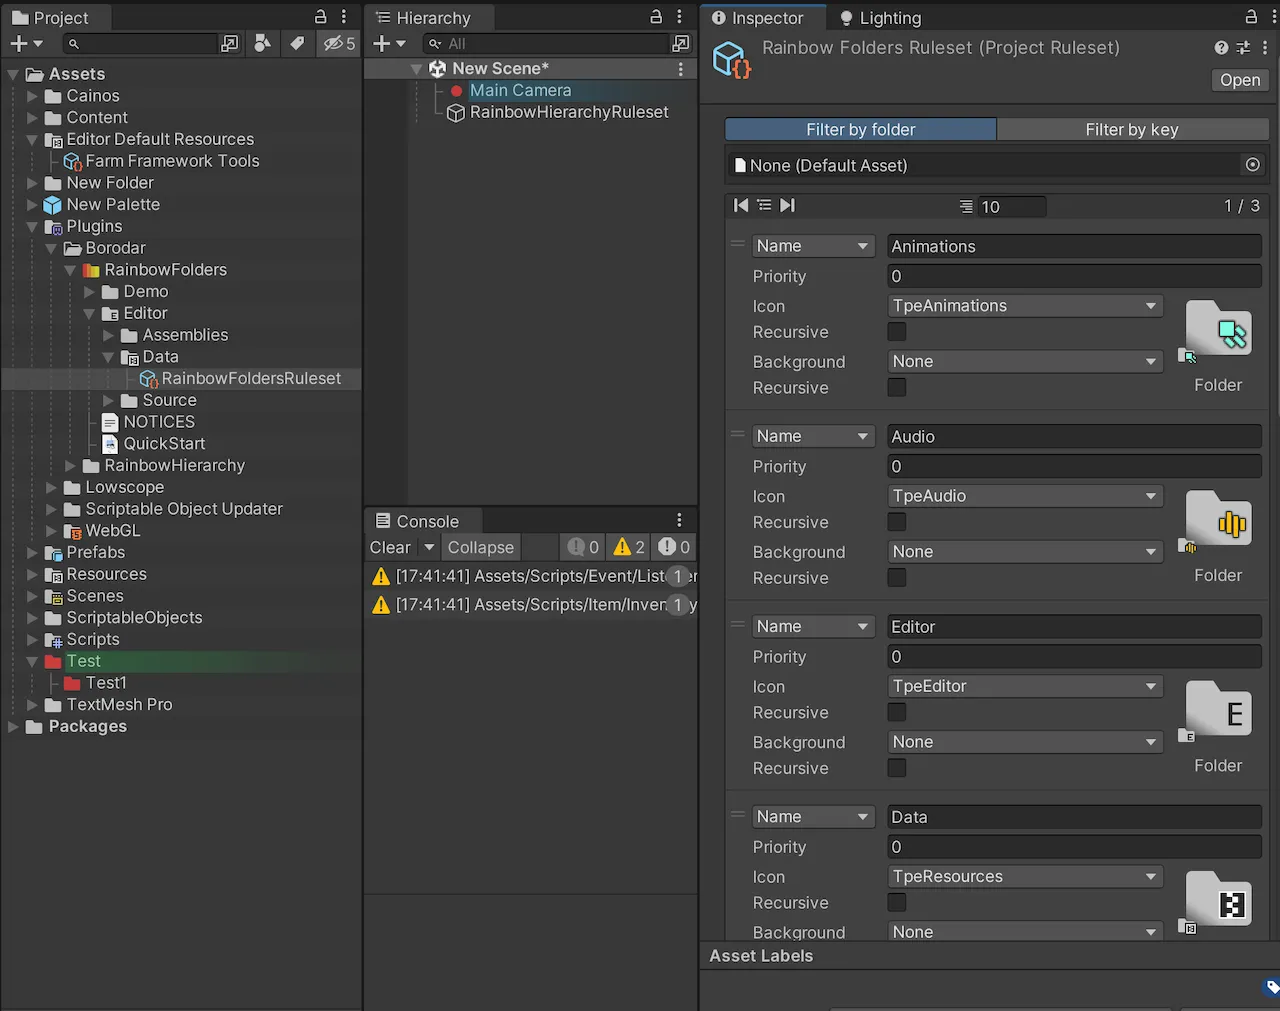 Project
5
Assets
Cainos
Content
Editor Default Resources
Farm Framework Tools
New Folder
New Palette
Plugins
Borodar
RainbowFolders
Demo
Editor
Assemblies
Data
RainbowFoldersRuleset
Source
NOTICES
QuickStart
RainbowHierarchy
Lowscope
Scriptable Object Updater
WebGL
Prefabs
Resources
Scenes
ScriptableObjects
Scripts
Test
Test1
TextMesh Pro
Packages
Hierarchy
All
New Scene*
Main Camera
RainbowHierarchyRuleset
Console
Clear Collapse 0 2 0
[17:41:41] Assets/Scripts/Event/List 1 er
[17:41:41] Assets/Scripts/Item/Inven 1 y
Inspector Lighting
Rainbow Folders Ruleset (Project Ruleset)
Open
Filter by folder Filter by key
None (Default Asset)
10 1 / 3
Name Animations
Priority 0
Icon TpeAnimations
Recursive
Background None
Recursive
Folder
Name Audio
Priority 0
Icon TpeAudio
Recursive
Background None
Recursive
Folder
Name Editor
Priority 0
Icon TpeEditor
E
Recursive
Background None
Recursive
Folder
Name Data
Priority 0
Icon TpeResources
Recursive
Background None
Asset Labels